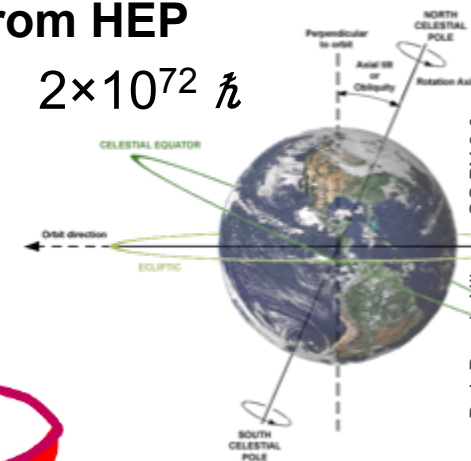 rom HEP
2×10⁷² ℏ
NORTH
CELESTIAL
POLE
Perpendicular
to orbit
Axial tilt
or
Obliquity
Rotation Ax
CELESTIAL EQUATOR
Orbit direction
ECLIPTIC
SOUTH
CELESTIAL
POLE